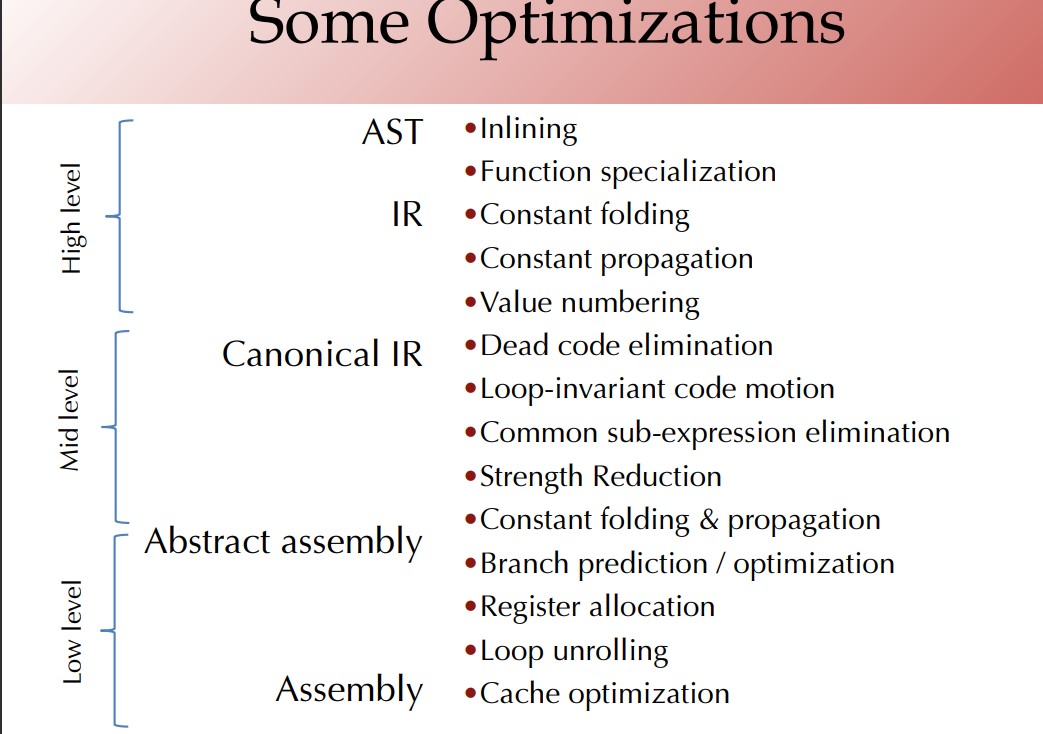 Some Optimizations
High level
AST
•Inlining
•Function specialization
IR
•Constant folding
•Constant propagation
•Value numbering
Mid level
Canonical IR
•Dead code elimination
•Loop-invariant code motion
•Common sub-expression elimination
•Strength Reduction
•Constant folding & propagation
Low level
Abstract assembly
•Branch prediction / optimization
•Register allocation
•Loop unrolling
Assembly
•Cache optimization